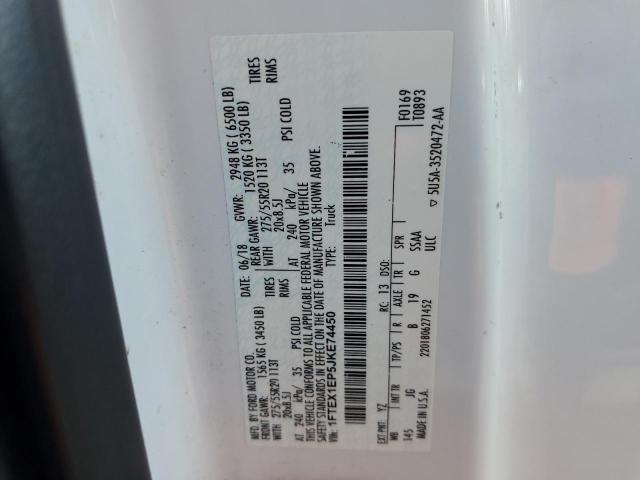 MFD. BY FORD MOTOR CO.
DATE: 06/18 GVWR: 2948 KG ( 6500 LB)
FRONT GAWR: 1565 KG ( 3450 LB) REAR GAWR: 1520 KG ( 3350 LB)
WITH 275/55R20 113T TIRES WITH 275/55R20 113T TIRES
20x8.5J RIMS 20x8.5J RIMS
AT 240 kPa/ 35 PSI COLD AT 240 kPa/ 35 PSI COLD
THIS VEHICLE CONFORMS TO ALL APPLICABLE FEDERAL MOTOR VEHICLE
SAFETY STANDARDS IN EFFECT ON THE DATE OF MANUFACTURE SHOWN ABOVE.
VIN: 1FTEX1EP5JKE74450 TYPE: Truck
F0169
T0893
EXT PNT: YZ RC: 13 DSO:
WB INT TR TP/PS R AXLE TR SPR
145 JG B 19 G SSAA
MADE IN U.S.A. 2201806271452 ULC
▽ 5U5A-3520472-AA